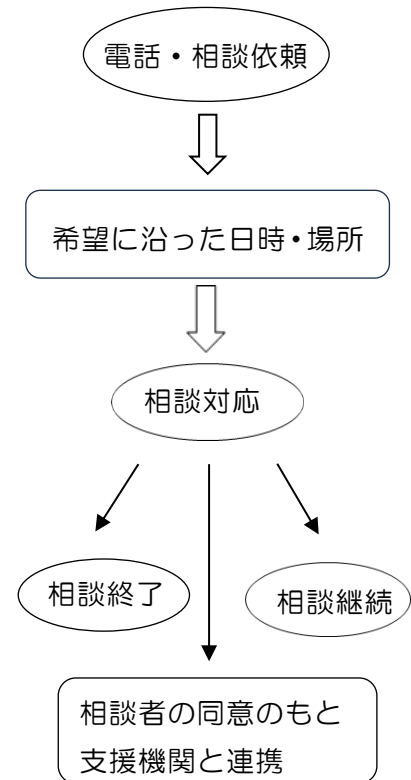 電話・相談依頼
希望に沿った日時・場所
相談対応
相談終了
相談継続
相談者の同意のもと
支援機関と連携